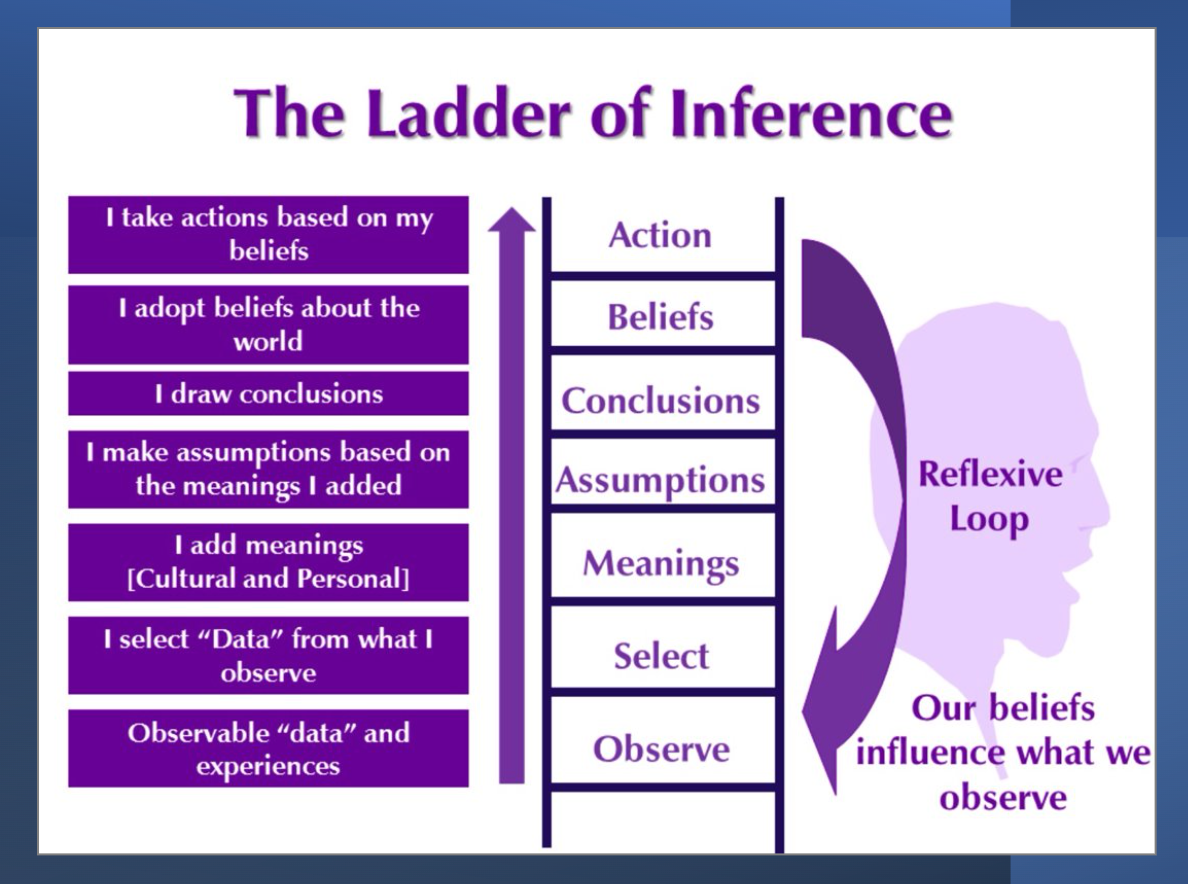 The Ladder of Inference
I take actions based on my
beliefs
I adopt beliefs about the
world
I draw conclusions
I make assumptions based on
the meanings I added
I add meanings
[Cultural and Personal]
I select “Data” from what I
observe
Observable “data” and
experiences
Action
Beliefs
Conclusions
Assumptions
Meanings
Select
Observe
Reflexive
Loop
Our beliefs
influence what we
observe